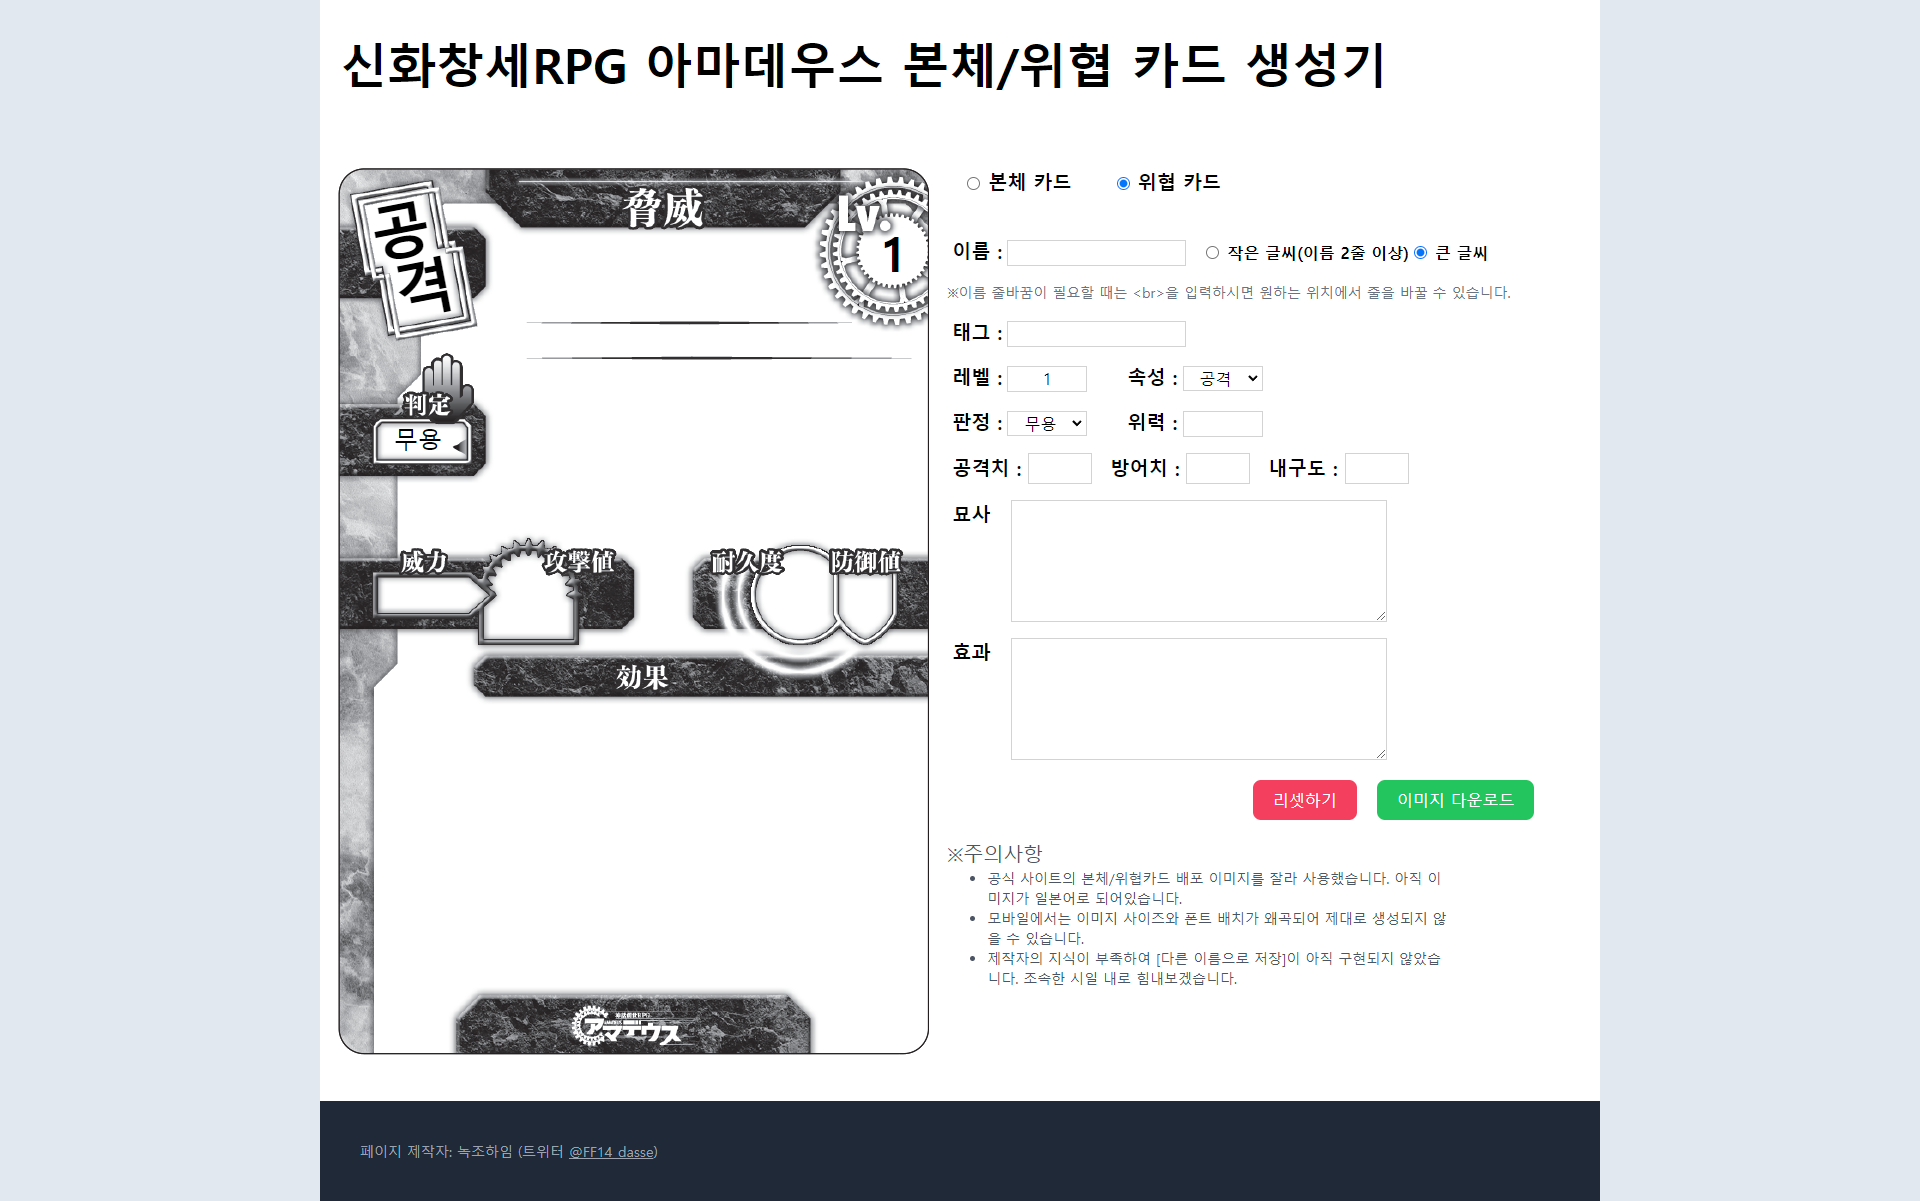 신화창세RPG 아마데우스 본체/위협 카드 생성기
공격
脅威
Lv.
1
判定
무용
威力
攻撃値
耐久度
防御値
効果
アマデウス
본체 카드
위협 카드
이름 :
작은 글씨(이름 2줄 이상)
큰 글씨
※이름 줄바꿈이 필요할 때는 <br>을 입력하시면 원하는 위치에서 줄을 바꿀 수 있습니다.
태그 :
레벨 : 1
속성 : 공격
판정 : 무용
위력 :
공격치 :
방어치 :
내구도 :
묘사
효과
리셋하기
이미지 다운로드
※주의사항
공식 사이트의 본체/위협카드 배포 이미지를 잘라 사용했습니다. 아직 이
미지가 일본어로 되어있습니다.
모바일에서는 이미지 사이즈와 폰트 배치가 왜곡되어 제대로 생성되지 않
을 수 있습니다.
제작자의 지식이 부족하여 [다른 이름으로 저장]이 아직 구현되지 않았습
니다. 조속한 시일 내로 힘내보겠습니다.
페이지 제작자: 녹조하임 (트위터 @FF14_dasse)